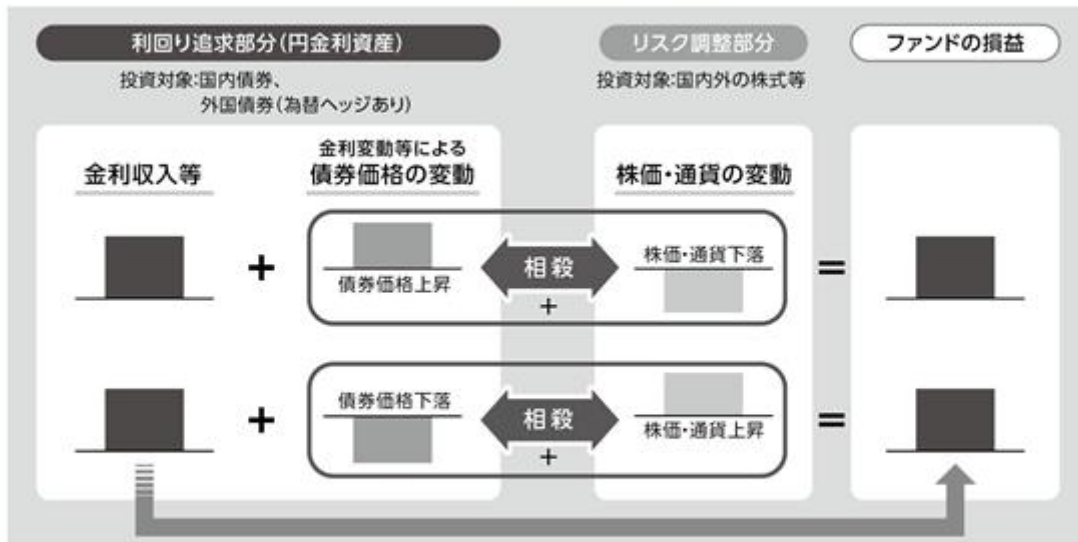 利回り追求部分(円金利資産)
リスク調整部分
ファンドの損益
投資対象:国内債券、
外国債券(為替ヘッジあり)
投資対象:国内外の株式等
金利収入等
金利変動等による
債券価格の変動
株価・通貨の変動
+
債券価格上昇
相殺
+
株価・通貨下落
=
+
債券価格下落
相殺
+
株価・通貨上昇
=